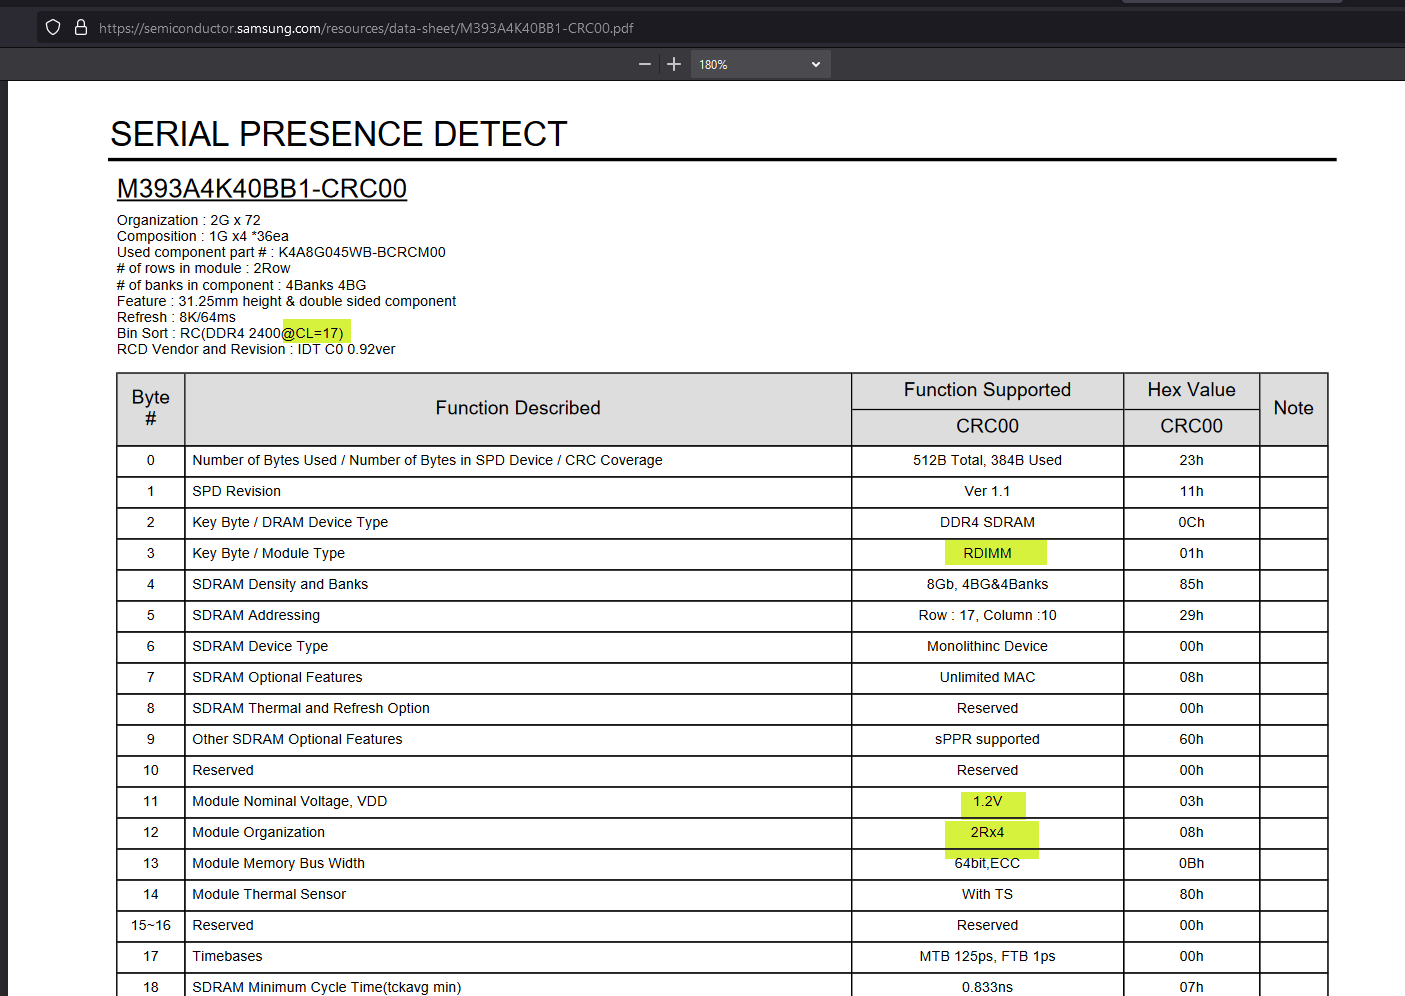 https://semiconductor.samsung.com/resources/data-sheet/M393A4K40BB1-CRC00.pdf
180%
SERIAL PRESENCE DETECT
M393A4K40BB1-CRC00
Organization : 2G x 72
Composition : 1G x4 *36ea
Used component part # : K4A8G045WB-BCRCM00
# of rows in module : 2Row
# of banks in component : 4Banks 4BG
Feature : 31.25mm height & double sided component
Refresh : 8K/64ms
Bin Sort : RC(DDR4 2400@CL=17)
RCD Vendor and Revision : IDT C0 0.92ver
Byte # Function Described Function Supported Hex Value Note
CRC00 CRC00
0 Number of Bytes Used / Number of Bytes in SPD Device / CRC Coverage 512B Total, 384B Used 23h
1 SPD Revision Ver 1.1 11h
2 Key Byte / DRAM Device Type DDR4 SDRAM 0Ch
3 Key Byte / Module Type RDIMM 01h
4 SDRAM Density and Banks 8Gb, 4BG&4Banks 85h
5 SDRAM Addressing Row : 17, Column :10 29h
6 SDRAM Device Type Monolithinc Device 00h
7 SDRAM Optional Features Unlimited MAC 08h
8 SDRAM Thermal and Refresh Option Reserved 00h
9 Other SDRAM Optional Features sPPR supported 60h
10 Reserved Reserved 00h
11 Module Nominal Voltage, VDD 1.2V 03h
12 Module Organization 2Rx4 08h
13 Module Memory Bus Width 64bit,ECC 0Bh
14 Module Thermal Sensor With TS 80h
15~16 Reserved Reserved 00h
17 Timebases MTB 125ps, FTB 1ps 00h
18 SDRAM Minimum Cycle Time(tckavg min) 0.833ns 07h